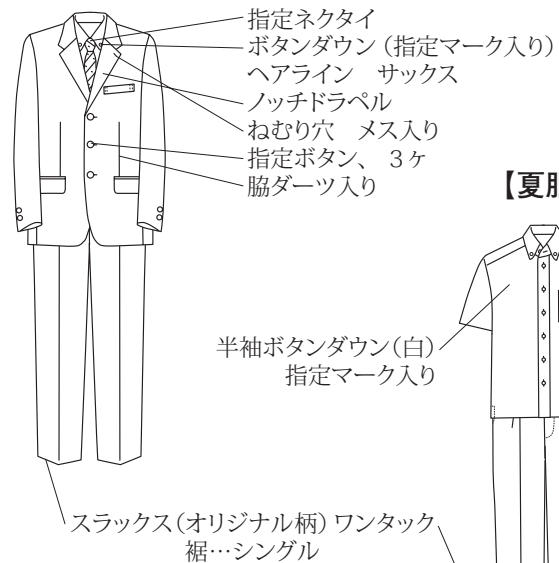 指定ネクタイ
ボタンダウン(指定マーク入り)
ヘアライン　サックス
ノッチドラペル
ねむり穴　メス入り
指定ボタン、 3ヶ
脇ダーツ入り
【夏服
半袖ボタンダウン(白)
指定マーク入り
スラックス(オリジナル柄)ワンタック
裾…シングル